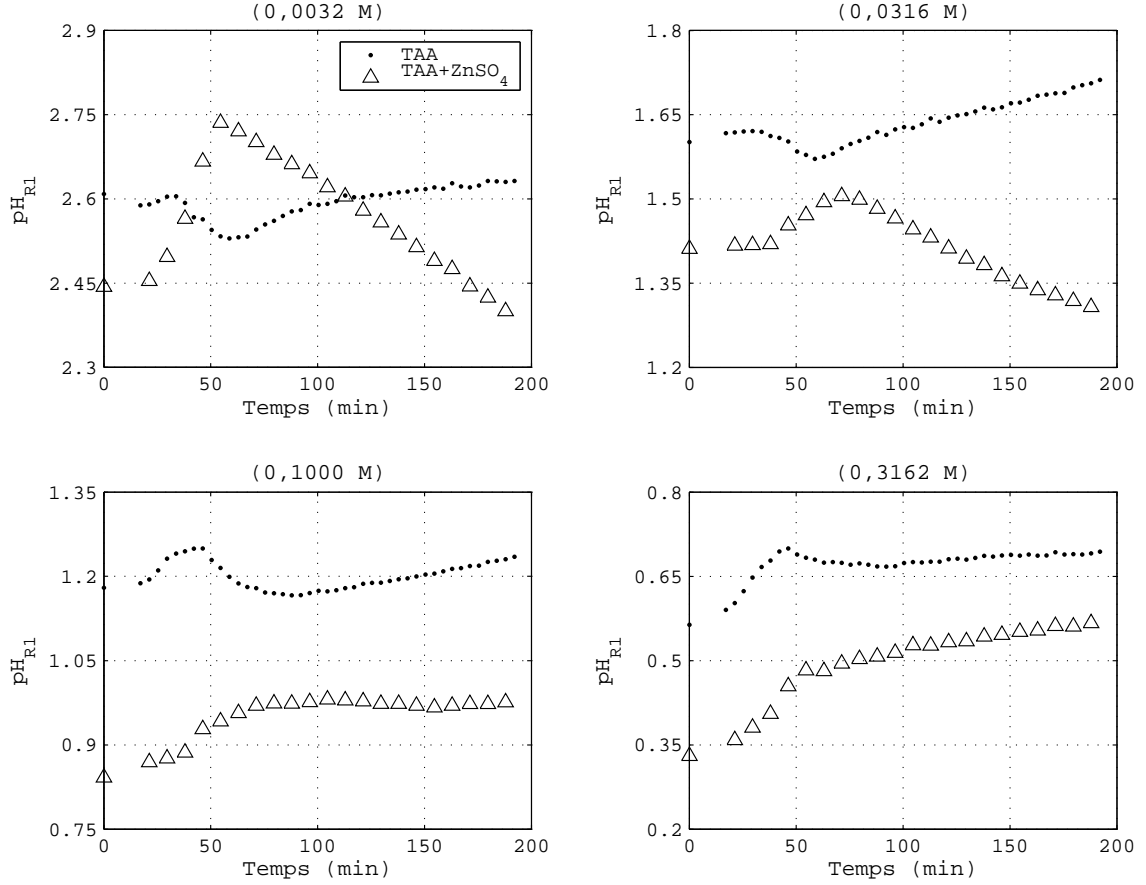 (0,0032 M)
2.9
2.75
2.6
2.45
2.3
pH_R1
TAA
TAA+ZnSO_4
0 50 100 150 200
Temps (min)
(0,0316 M)
1.8
1.65
1.5
1.35
1.2
pH_R1
0 50 100 150 200
Temps (min)
(0,1000 M)
1.35
1.2
1.05
0.9
0.75
pH_R1
0 50 100 150 200
Temps (min)
(0,3162 M)
0.8
0.65
0.5
0.35
0.2
pH_R1
0 50 100 150 200
Temps (min)